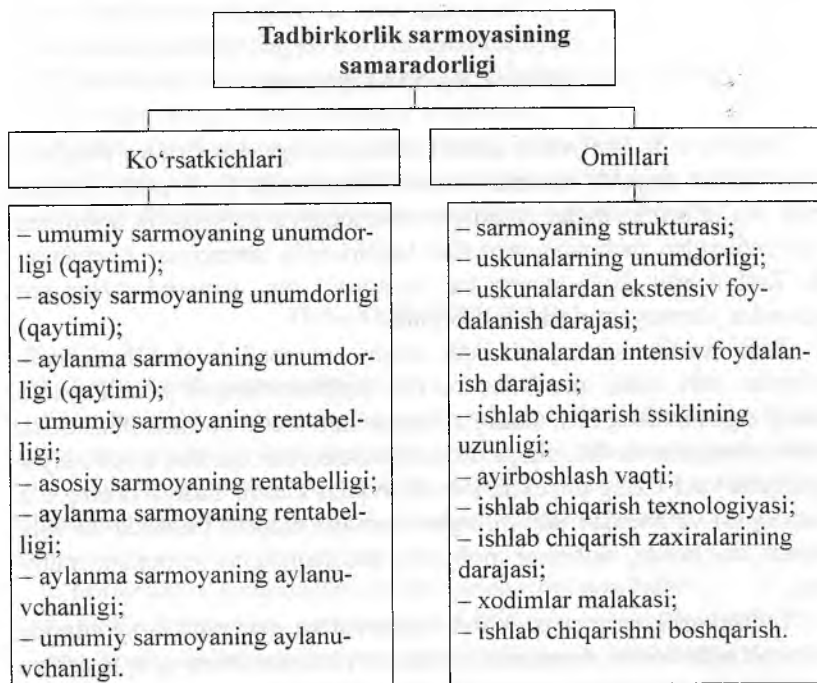 Tadbirkorlik sarmoyasining
samaradorligi
Ko‘rsatkichlari
– umumiy sarmoyaning unumdor-
ligi (qaytimi);
– asosiy sarmoyaning unumdorligi
(qaytimi);
– aylanma sarmoyaning unumdor-
ligi (qaytimi);
– umumiy sarmoyaning rentabel-
ligi;
– asosiy sarmoyaning rentabelligi;
– aylanma sarmoyaning rentabel-
ligi;
– aylanma sarmoyaning aylanu-
vchanligi;
– umumiy sarmoyaning aylanu-
vchanligi.
Omillari
– sarmoyaning strukturasi;
– uskunalarning unumdorligi;
– uskunalardan ekstensiv foy-
dalanish darajasi;
– uskunalardan intensiv foydalan-
ish darajasi;
– ishlab chiqarish ssiklining
uzunligi;
– ayirboshlash vaqti;
– ishlab chiqarish texnologiyasi;
– ishlab chiqarish zaxiralarining
darajasi;
– xodimlar malakasi;
– ishlab chiqarishni boshqarish.